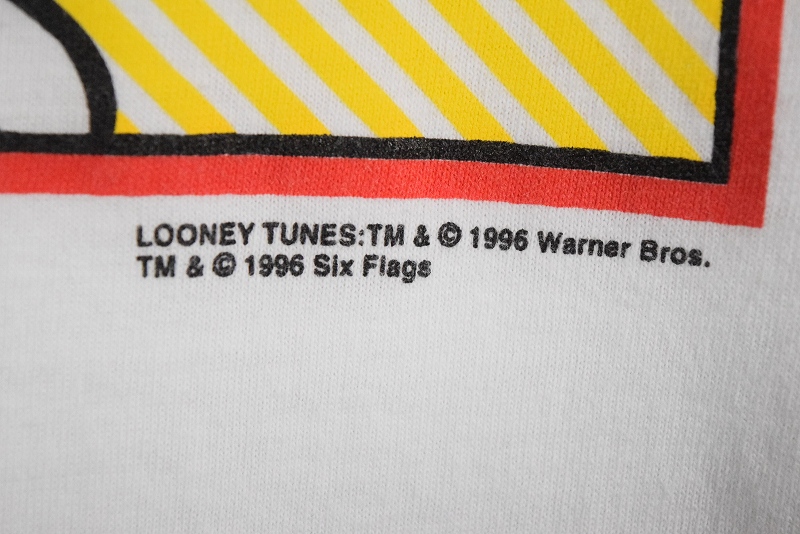 LOONEY TUNES:TM & © 1996 Warner Bros.
TM & © 1996 Six Flags